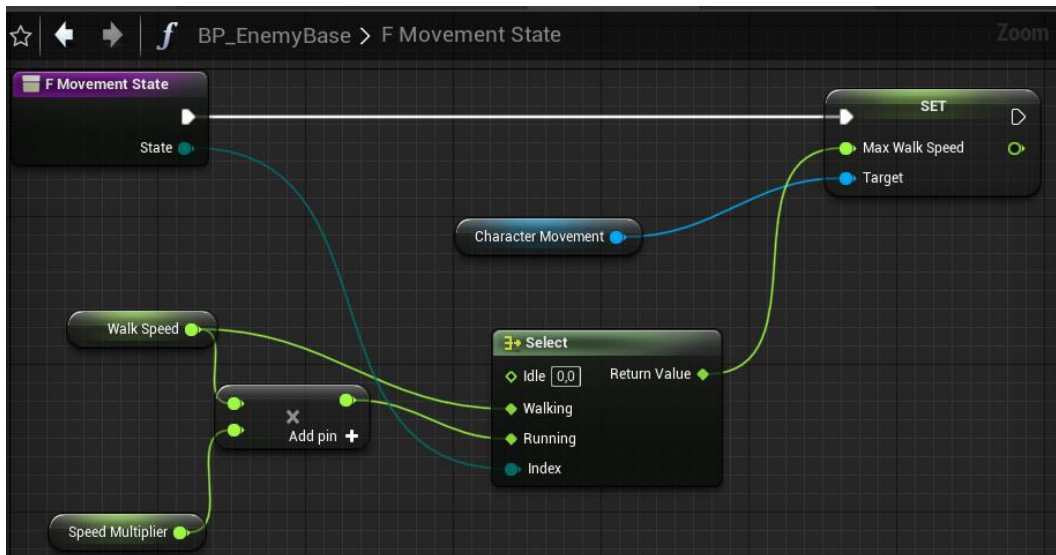 f BP_EnemyBase > F Movement State
Zoom
F Movement State
State
SET
Max Walk Speed
Target
Character Movement
Walk Speed
Select
Idle 0,0 Return Value
Walking
Running
Index
Add pin +
Speed Multiplier